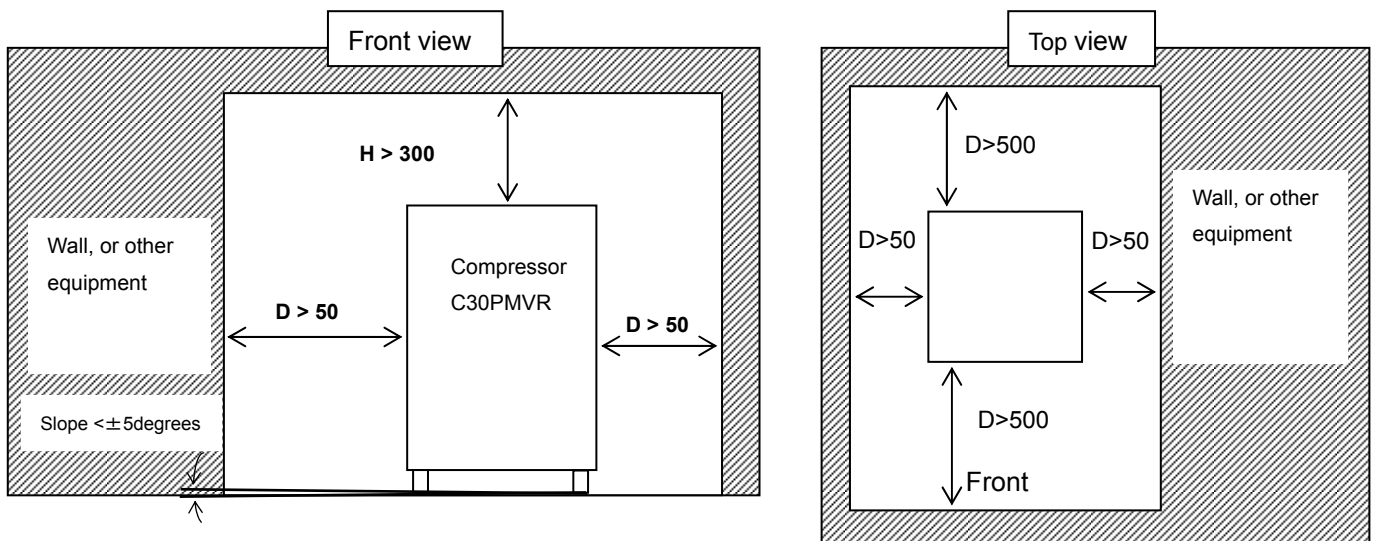 Front view
H > 300
Wall, or other
equipment
Compressor
C30PMVR
D > 50
D > 50
Slope <±5degrees
Top view
D>500
Wall, or other
equipment
D>50
D>50
D>500
Front